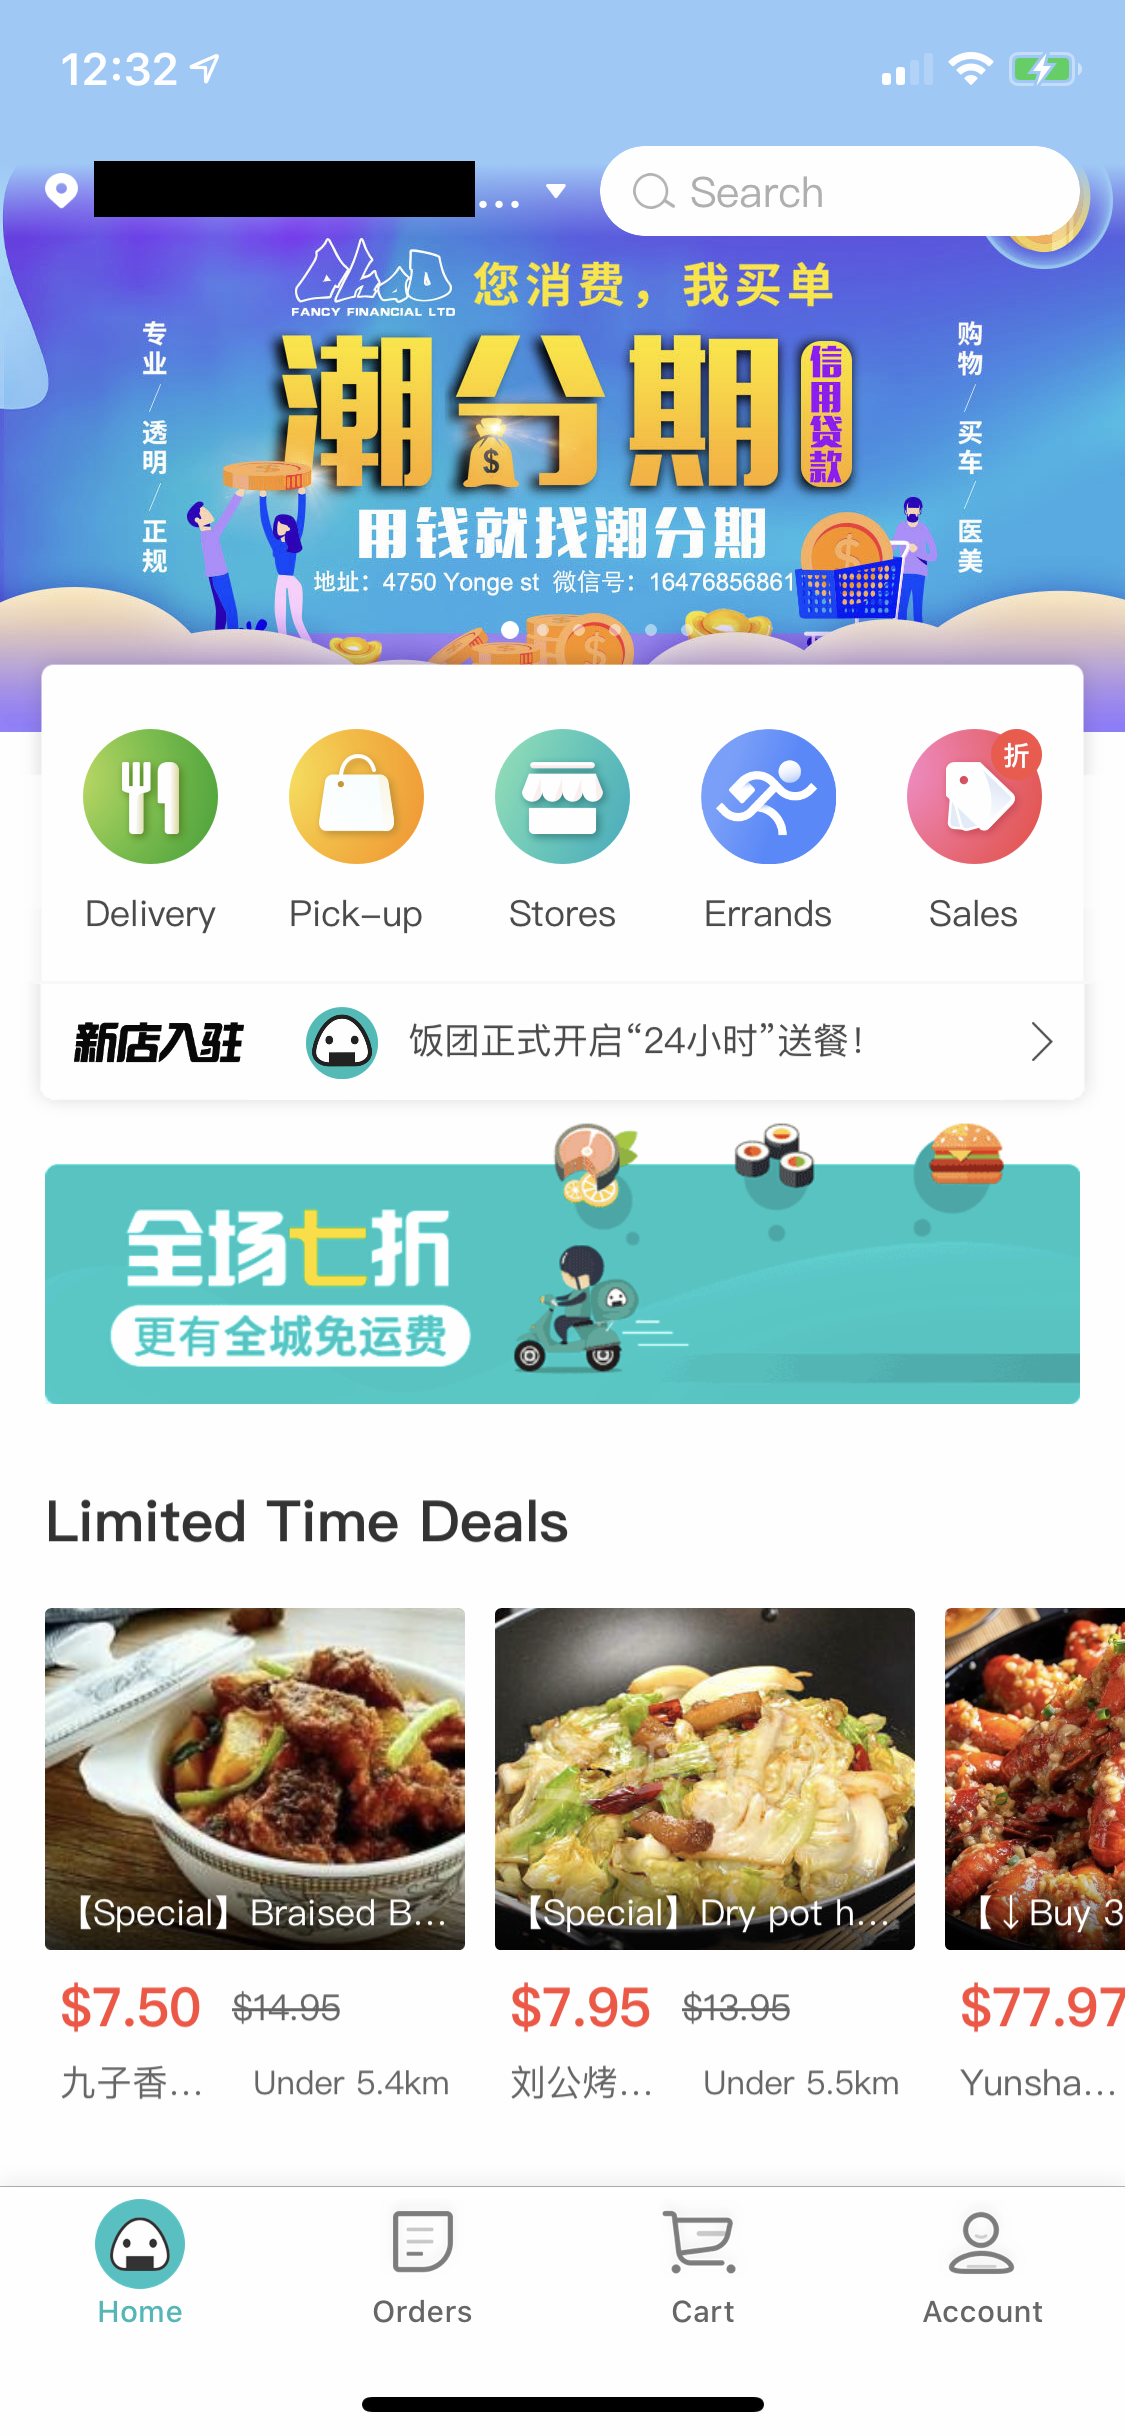 12:32
...
Search
FANCY FINANCIAL LTD
您消费，我买单
专业/透明/正规
潮分期
信用贷款
购物/买车/医美
$
用钱就找潮分期
地址：4750 Yonge st 微信号：16476856861
折
Delivery
Pick-up
Stores
Errands
Sales
新店入驻
饭团正式开启“24小时”送餐！
全场七折
更有全城免运费
Limited Time Deals
【Special】Braised B...
【Special】Dry pot h...
【↓Buy 3
$7.50 $14.95
$7.95 $13.95
$77.97
九子香... Under 5.4km
刘公烤... Under 5.5km
Yunsha...
Home
Orders
Cart
Account